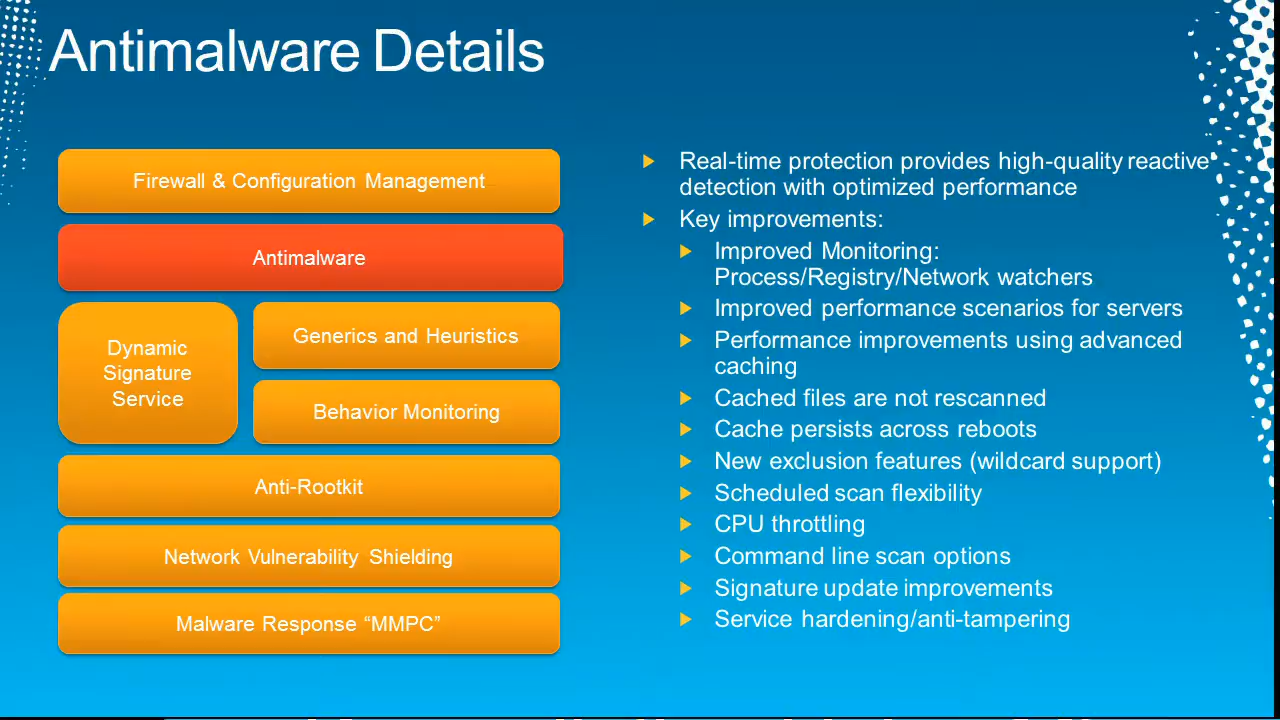 Antimalware Details
Firewall & Configuration Management
Antimalware
Dynamic
Signature
Service
Generics and Heuristics
Behavior Monitoring
Anti-Rootkit
Network Vulnerability Shielding
Malware Response “MMPC”
Real-time protection provides high-quality reactive
detection with optimized performance
Key improvements:
Improved Monitoring:
Process/Registry/Network watchers
Improved performance scenarios for servers
Performance improvements using advanced
caching
Cached files are not rescanned
Cache persists across reboots
New exclusion features (wildcard support)
Scheduled scan flexibility
CPU throttling
Command line scan options
Signature update improvements
Service hardening/anti-tampering